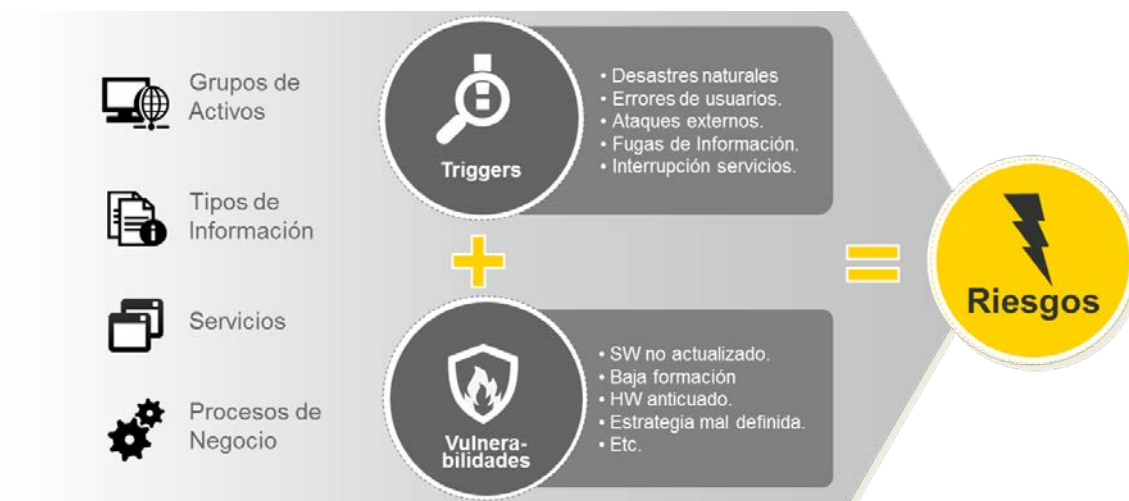 Grupos de
Activos
Tipos de
Información
Servicios
Procesos de
Negocio
Triggers
• Desastres naturales
• Errores de usuarios.
• Ataques externos.
• Fugas de Información.
• Interrupción servicios.
+
Vulnera-
bilidades
• SW no actualizado.
• Baja formación
• HW anticuado.
• Estrategia mal definida.
• Etc.
=
Riesgos